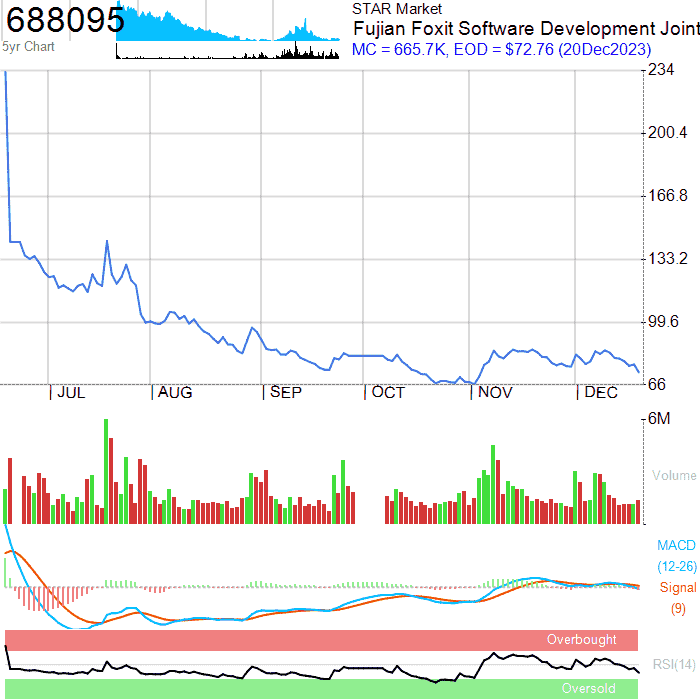 688095
5yr Chart
STAR Market
Fujian Foxit Software Development Joint
MC = 665.7K, EOD = $72.76 (20Dec2023)
234
200.4
166.8
133.2
99.6
66
JUL AUG SEP OCT NOV DEC
6M
Volume
MACD
(12-26)
Signal
(9)
Overbought
RSI(14)
Oversold